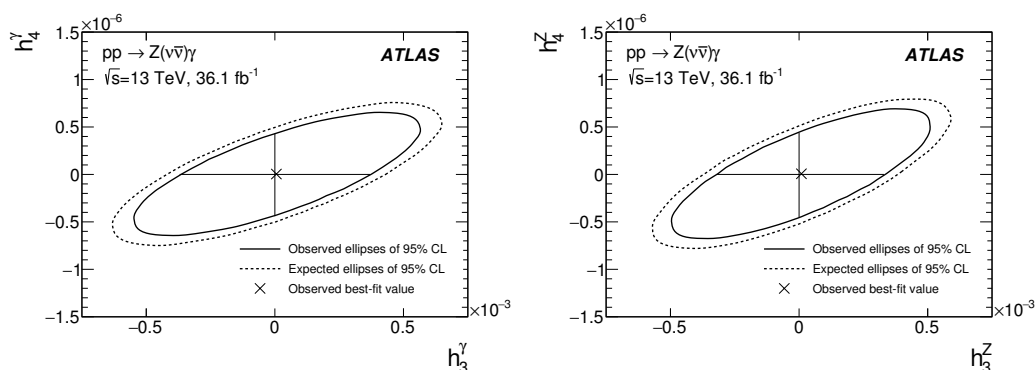 ×10⁻⁶
h₄^γ
pp → Z(νν̄)γ
√s=13 TeV, 36.1 fb⁻¹
ATLAS
1.5
1
0.5
0
−0.5
−1
−1.5
Observed ellipses of 95% CL
Expected ellipses of 95% CL
Observed best-fit value
−0.5 0 0.5
×10⁻³
h₃^γ
×10⁻⁶
h₄^Z
pp → Z(νν̄)γ
√s=13 TeV, 36.1 fb⁻¹
ATLAS
1.5
1
0.5
0
−0.5
−1
−1.5
Observed ellipses of 95% CL
Expected ellipses of 95% CL
Observed best-fit value
−0.5 0 0.5
×10⁻³
h₃^Z